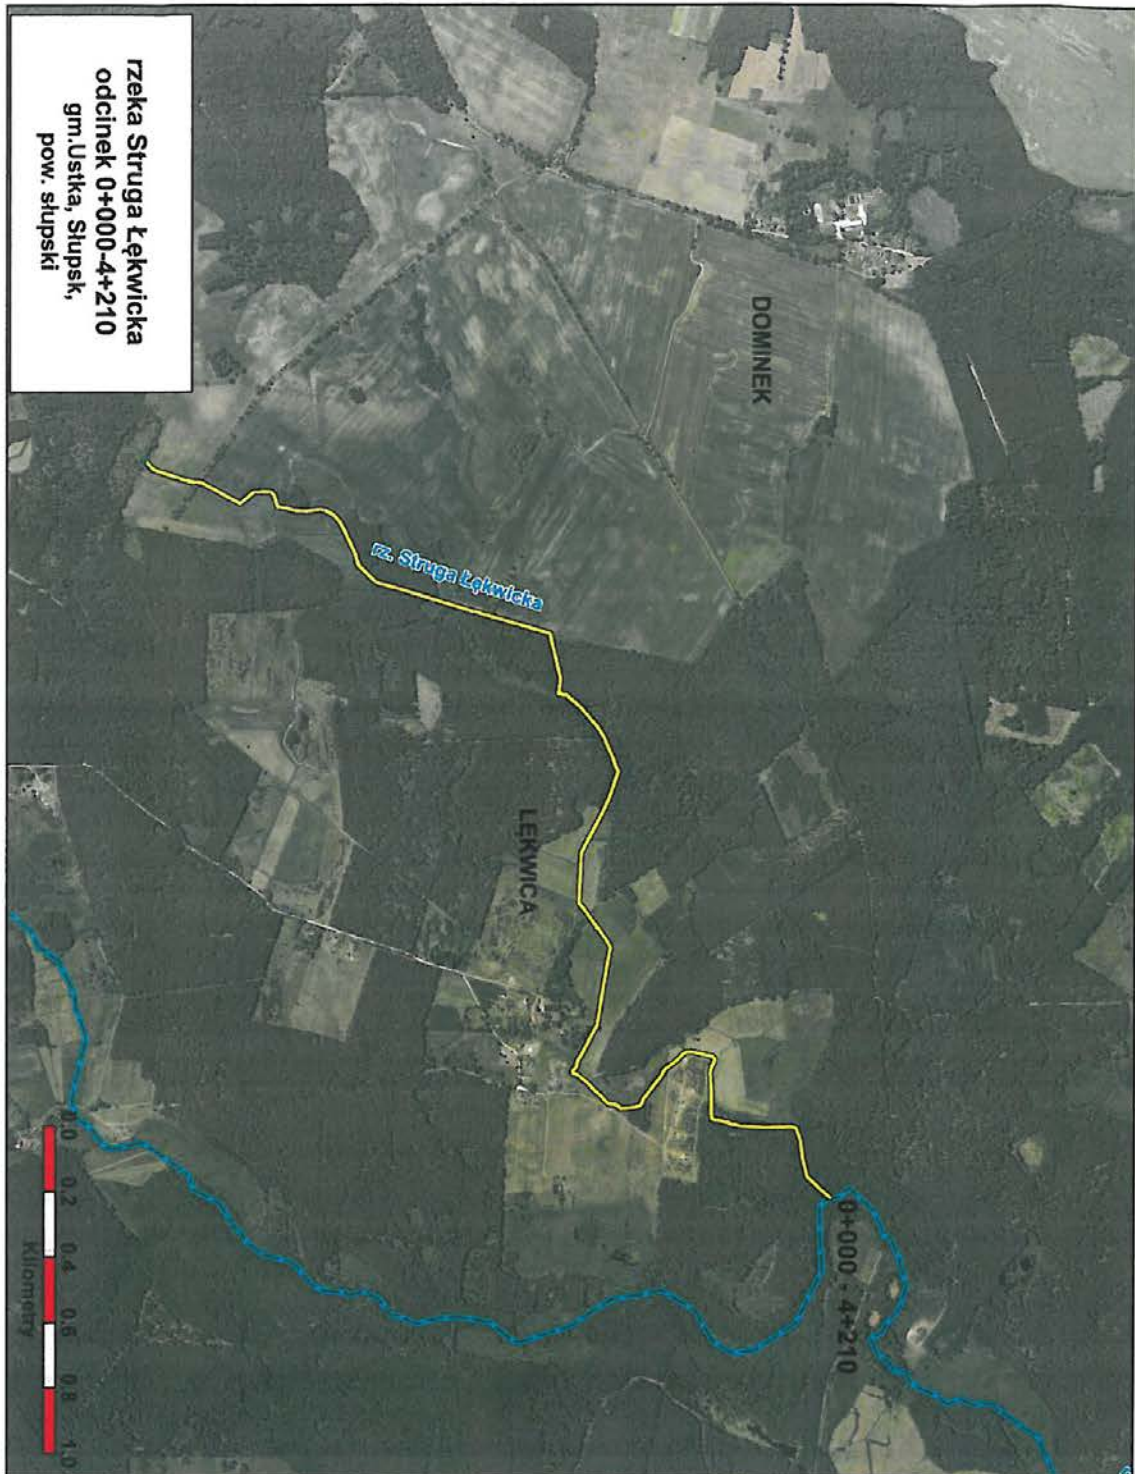 rzeka Struga Łękwicka
odcinek 0+000-4+210
gm.Ustka, Słupsk,
pow. słupski
DOMINEK
rz. Struga Łękwicka
LĘKWICA
0+000 - 4+210
0.0 0.2 0.4 0.6 0.8 1.0
Kilometry